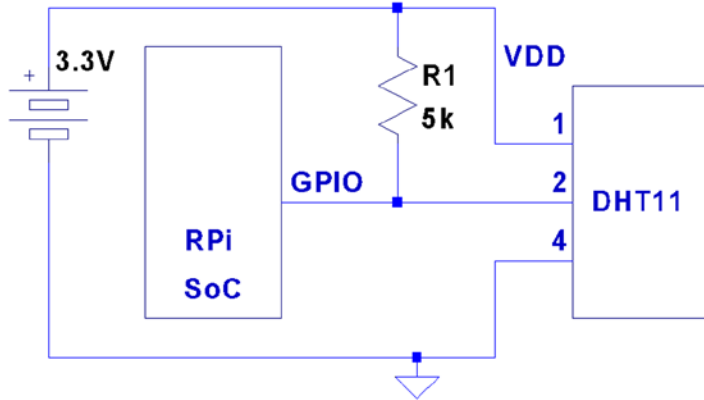 + 3.3V
R1
5k
VDD
1
GPIO
2
DHT11
4
RPi
SoC